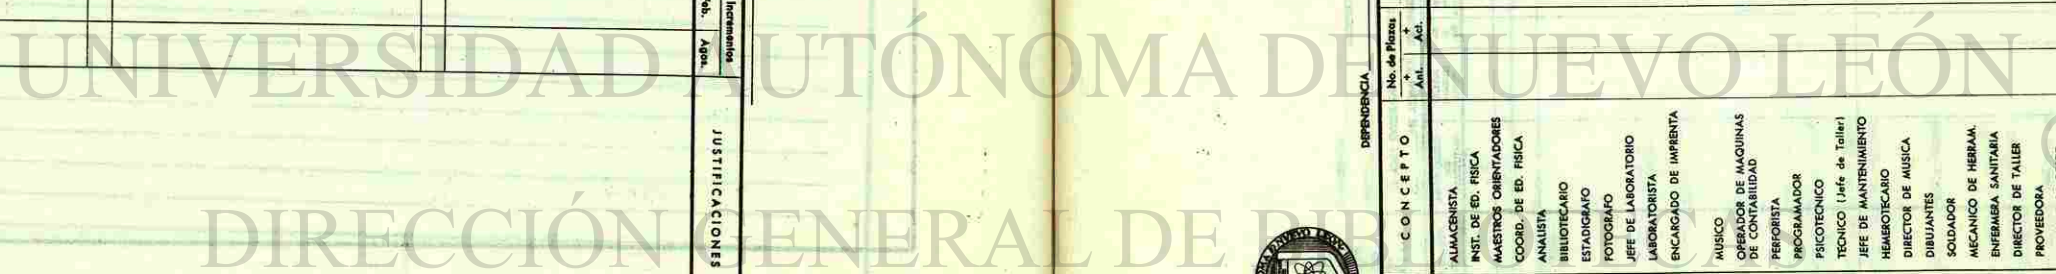 UNIVERSIDAD AUTÓNOMA DE NUEVO LEÓN
DIRECCIÓN GENERAL DE BIBLIOTECAS
Incrementos
Feb. Agos.
JUSTIFICACIONES
DEPENDENCIA
No. de Plazas
Ant. + Act. +
CONCEPTO
ALMACENISTA
INST. DE ED. FISICA
MAESTROS ORIENTADORES
COORD. DE ED. FISICA
ANALISTA
BIBLIOTECARIO
ESTADIGRAFO
FOTOGRAFO
JEFE DE LABORATORIO
LABORATORISTA
ENCARGADO DE IMPRENTA
MUSICO
OPERADOR DE MAQUINAS
DE CONTABILIDAD
PERFORISTA
PROGRAMADOR
PSICOTECNICO
TECNICO (Jefe de Taller)
JEFE DE MANTENIMIENTO
HEMEROTECARIO
DIRECTOR DE MUSICA
DIBUJANTES
SOLDADOR
MECANICO DE HERRAM.
ENFERMERA SANITARIA
DIRECTOR DE TALLER
PROVEEDORA